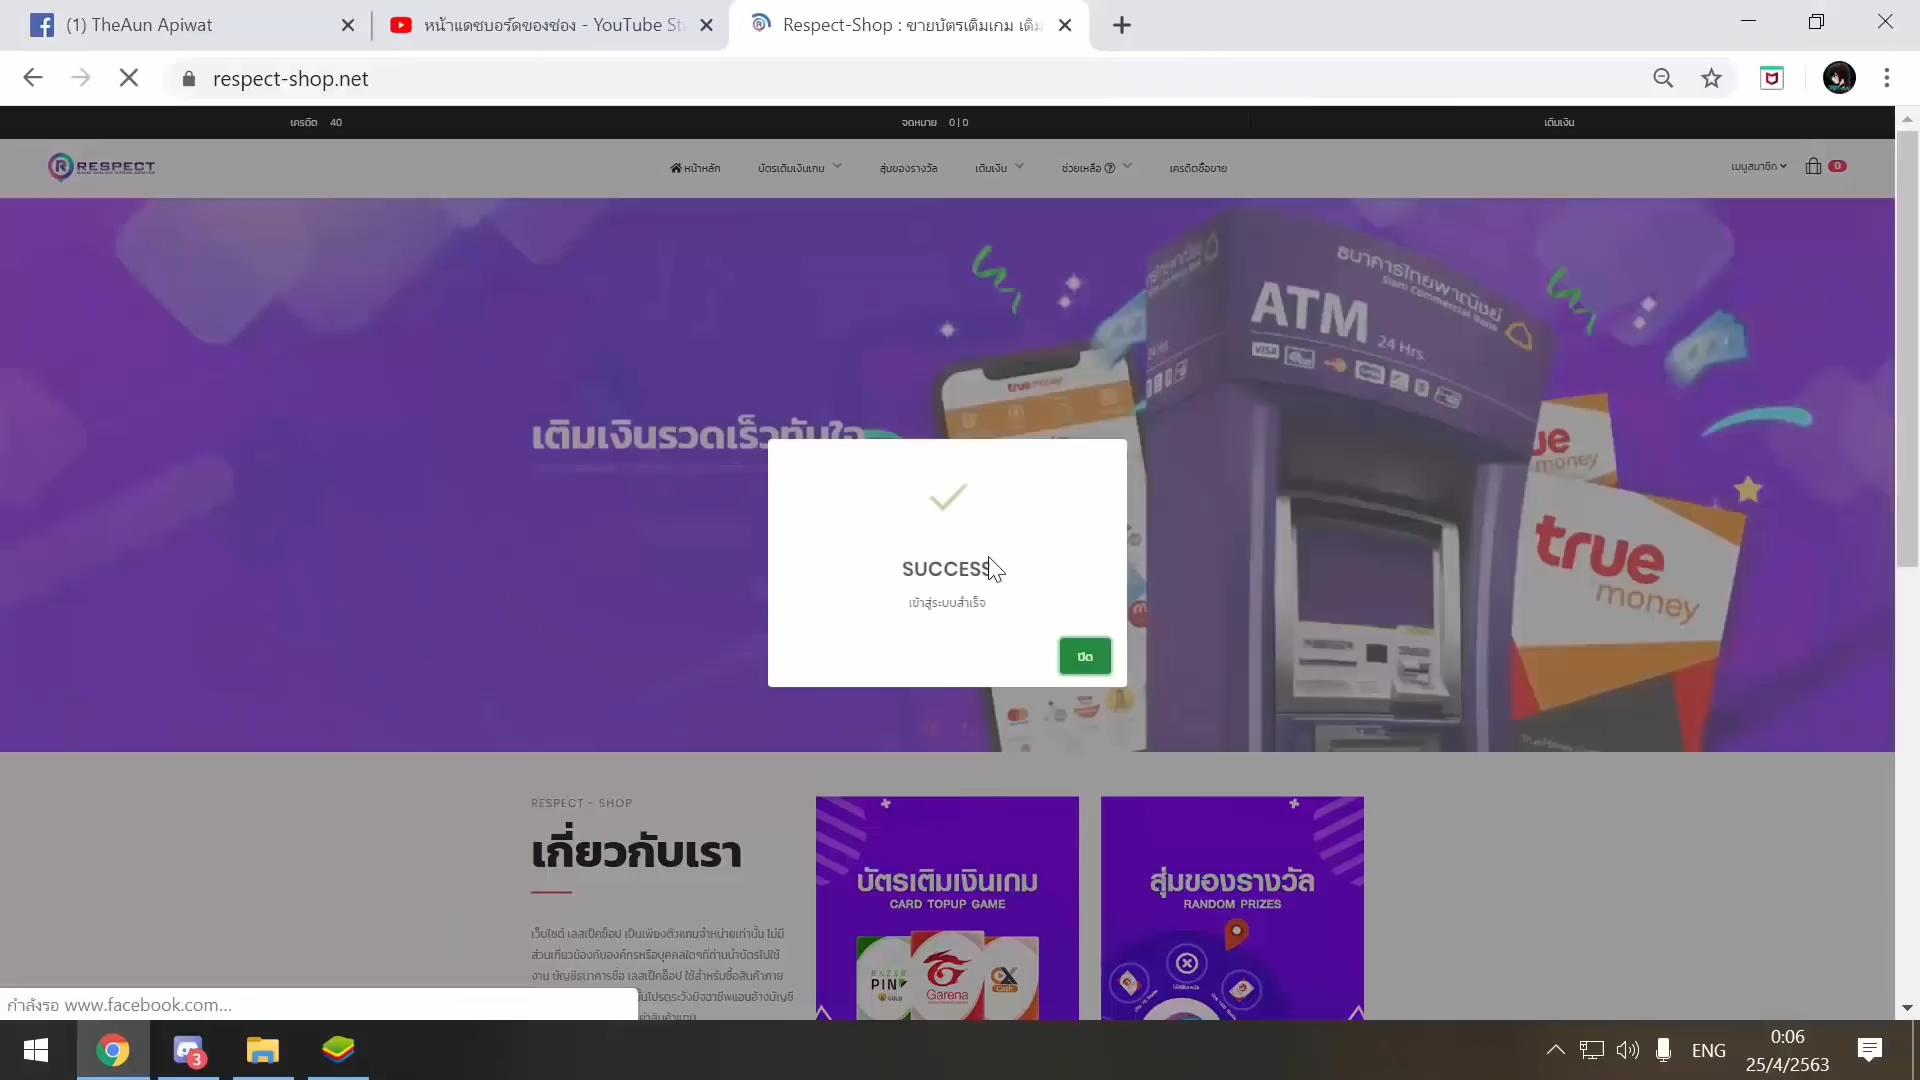 (1) TheAun Apiwat
หน้าแดชบอร์ดของช่อง - YouTube St
Respect-Shop : ขายบัตรเติมเกม เติม
respect-shop.net
เครดิต 40
จดหมาย 0 | 0
เติมเงิน
RESPECT
หน้าหลัก
บัตรเติมเงินเกม
สุ่มของรางวัล
เติมเงิน
ช่วยเหลือ
เครดิตซื้อขาย
เมนูสมาชิก
0
ธนาคารไทยพาณิชย์
Siam Commercial Bank
ATM
24 Hrs.
VISA
true money
เติมเงินรวดเร็วทันใจ
true
money
true
money
SUCCESS
เข้าสู่ระบบสำเร็จ
ปิด
RESPECT - SHOP
เกี่ยวกับเรา
เว็บไซต์ เลสเป็คช็อป เป็นเพียงตัวแทนจำหน่ายเท่านั้น ไม่มี
ส่วนเกี่ยวข้องกับองค์กรหรือบุคคลใดๆที่ท่านนำบัตรไปใช้
งาน บัญชีธนาคารชื่อ เลสเป็คช็อป ใช้สำหรับซื้อสินค้าภาย
นั้นโปรดระวังมิจฉาชีพแอบอ้างบัญชี
บัตรเติมเงินเกม
CARD TOPUP GAME
RAZER
PIN
GOLD
Garena
Cash
สุ่มของรางวัล
RANDOM PRIZES
กำลังรอ www.facebook.com...
3
ENG
0:06
25/4/2563